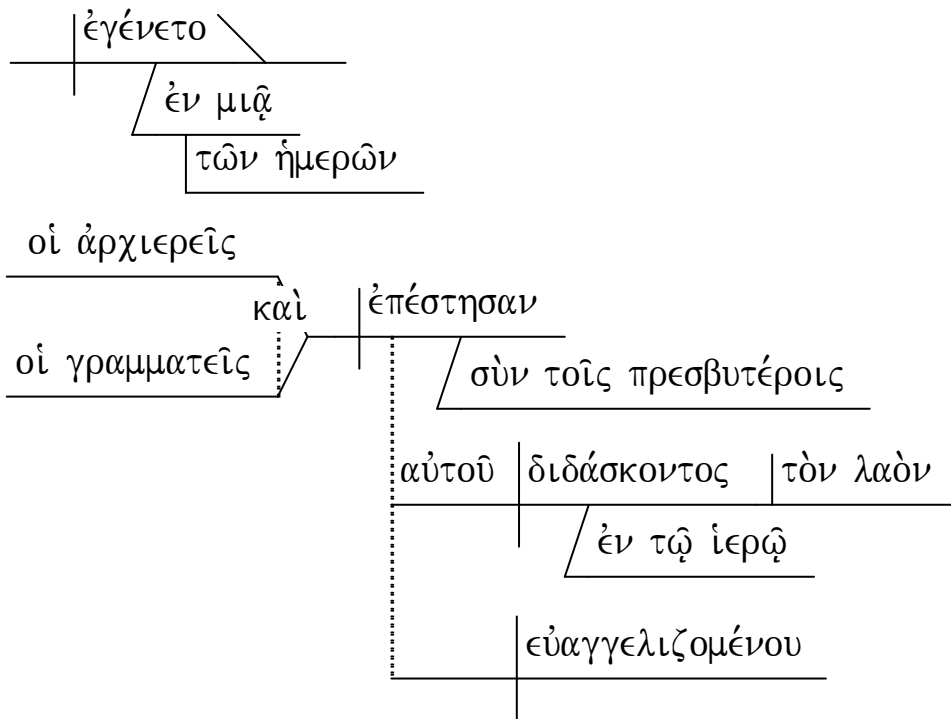 ἐγένετο
ἐν μιᾷ
τῶν ἡμερῶν
οἱ ἀρχιερεῖς
καὶ
ἐπέστησαν
οἱ γραμματεῖς
σὺν τοῖς πρεσβυτέροις
αὐτοῦ διδάσκοντος τὸν λαὸν
ἐν τῷ ἱερῷ
εὐαγγελιζομένου